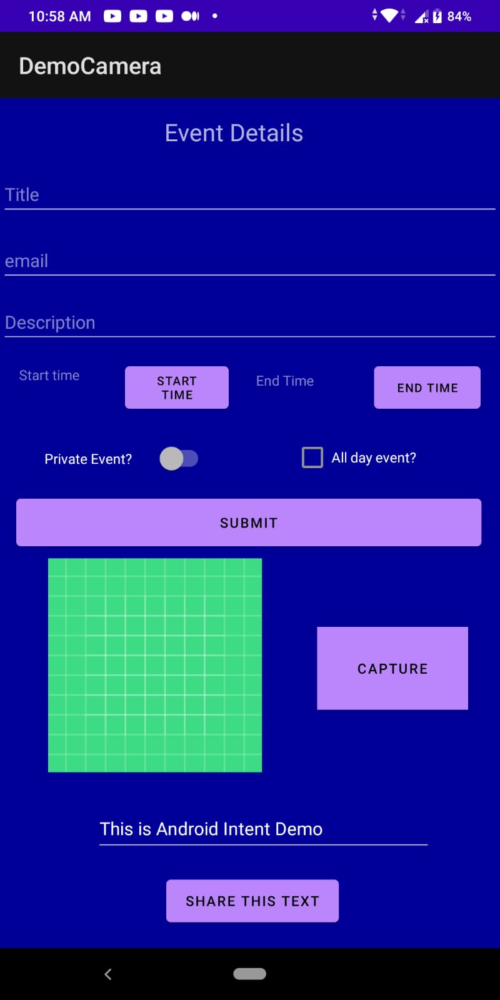 10:58 AM
84%
DemoCamera
Event Details
Title
email
Description
Start time
START
TIME
End Time
END TIME
Private Event?
All day event?
SUBMIT
CAPTURE
This is Android Intent Demo
SHARE THIS TEXT